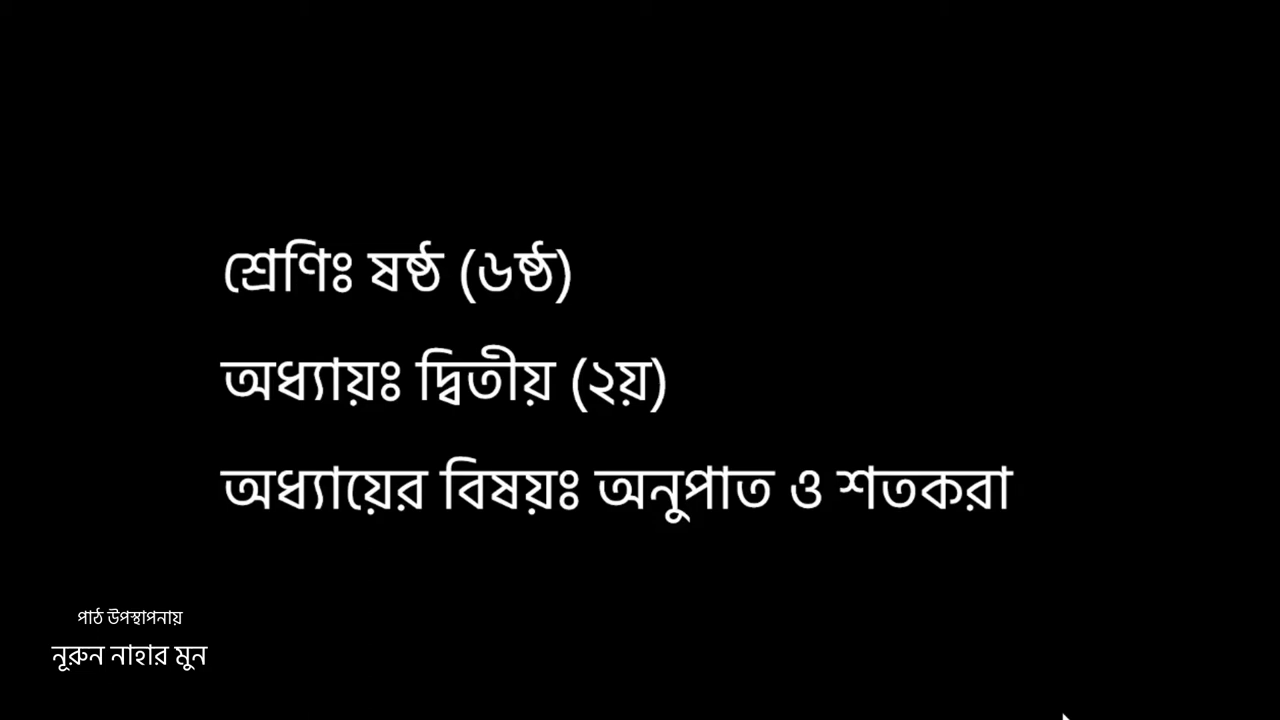 শ্রেণিঃ ষষ্ঠ (৬ষ্ঠ)
অধ্যায়ঃ দ্বিতীয় (২য়)
অধ্যায়ের বিষয়ঃ অনুপাত ও শতকরা
পাঠ উপস্থাপনায়
নূরুন নাহার মুন